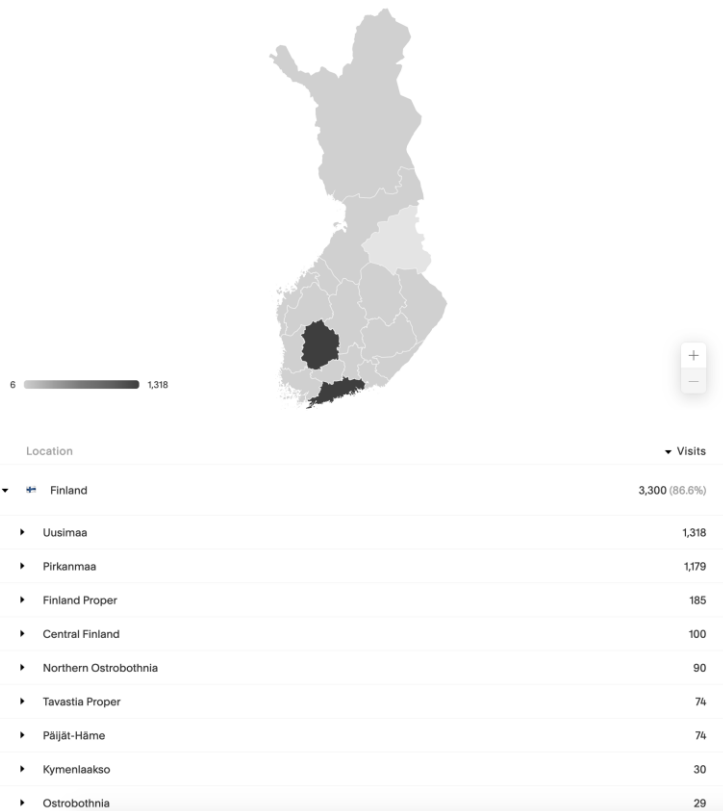 6 1,318
+
−
Location Visits
Finland 3,300 (86.6%)
Uusimaa 1,318
Pirkanmaa 1,179
Finland Proper 185
Central Finland 100
Northern Ostrobothnia 90
Tavastia Proper 74
Päijät-Häme 74
Kymenlaakso 30
Ostrobothnia 29